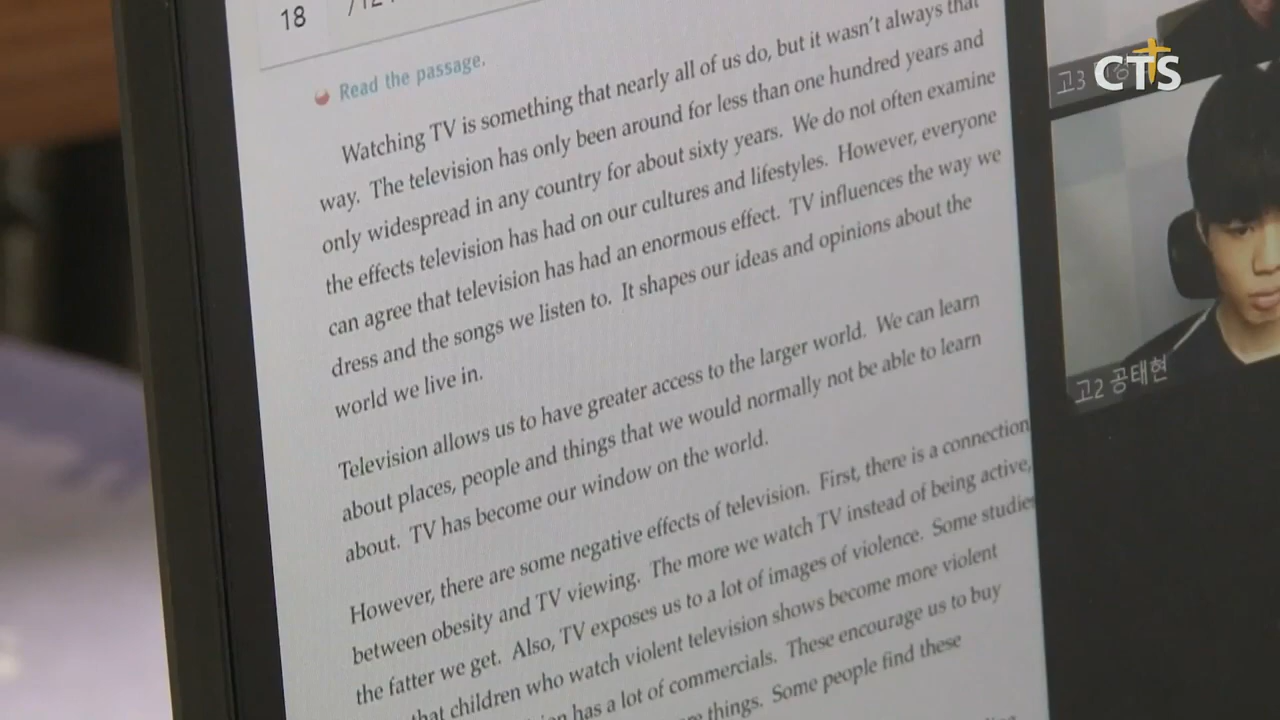 18
Read the passage.
Watching TV is something that nearly all of us do, but it wasn't always that
way. The television has only been around for less than one hundred years and
only widespread in any country for about sixty years. We do not often examine
the effects television has had on our cultures and lifestyles. However, everyone
can agree that television has had an enormous effect. TV influences the way we
dress and the songs we listen to. It shapes our ideas and opinions about the
world we live in.
Television allows us to have greater access to the larger world. We can learn
about places, people and things that we would normally not be able to learn
about. TV has become our window on the world.
However, there are some negative effects of television. First, there is a connection
between obesity and TV viewing. The more we watch TV instead of being active,
the fatter we get. Also, TV exposes us to a lot of images of violence. Some studies
that children who watch violent television shows become more violent
has a lot of commercials. These encourage us to buy
things. Some people find these
CTS
고3
고2 공태현